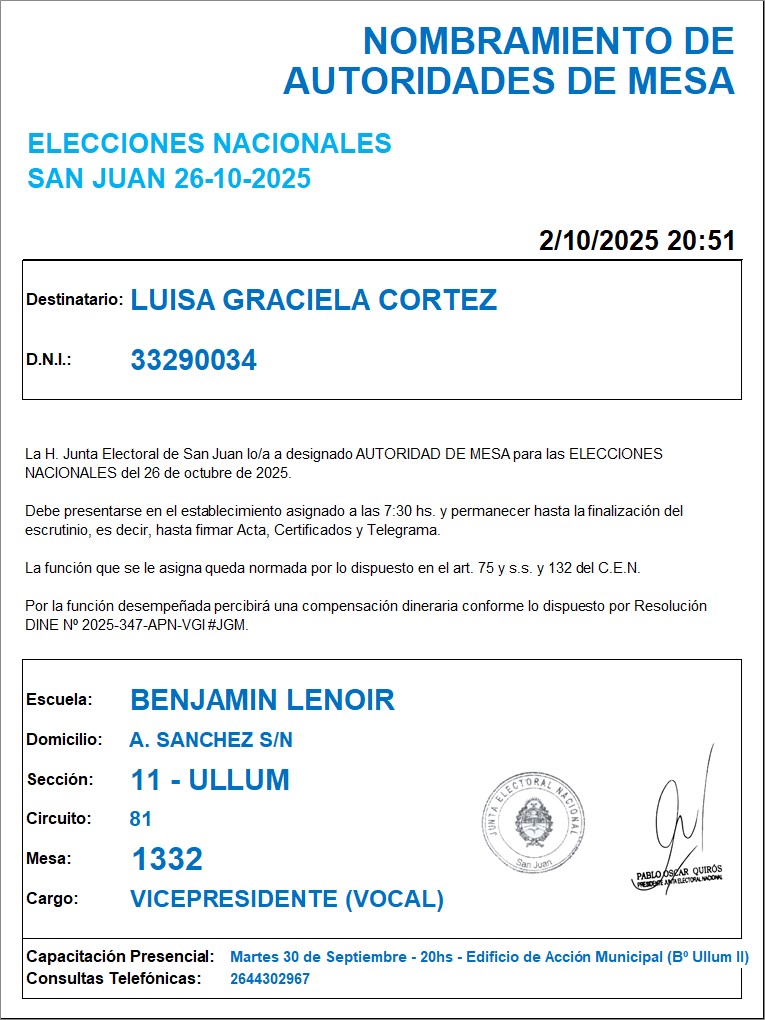 NOMBRAMIENTO DE
AUTORIDADES DE MESA
ELECCIONES NACIONALES
SAN JUAN 26-10-2025
2/10/2025 20:51
Destinatario: LUISA GRACIELA CORTEZ
D.N.I.: 33290034
La H. Junta Electoral de San Juan lo/a a designado AUTORIDAD DE MESA para las ELECCIONES
NACIONALES del 26 de octubre de 2025.
Debe presentarse en el establecimiento asignado a las 7:30 hs. y permanecer hasta la finalización del
escrutinio, es decir, hasta firmar Acta, Certificados y Telegrama.
La función que se le asigna queda normada por lo dispuesto en el art. 75 y s.s. y 132 del C.E.N.
Por la función desempeñada percibirá una compensación dineraria conforme lo dispuesto por Resolución
DINE Nº 2025-347-APN-VGI#JGM.
Escuela: BENJAMIN LENOIR
Domicilio: A. SANCHEZ S/N
Sección: 11 - ULLUM
Circuito: 81
Mesa: 1332
Cargo: VICEPRESIDENTE (VOCAL)
JUNTA ELECTORAL NACIONAL
San Juan
PABLO OSCAR QUIRÓS
PRESIDENTE JUNTA ELECTORAL NACIONAL
Capacitación Presencial: Martes 30 de Septiembre - 20hs - Edificio de Acción Municipal (Bº Ullum II)
Consultas Telefónicas: 2644302967